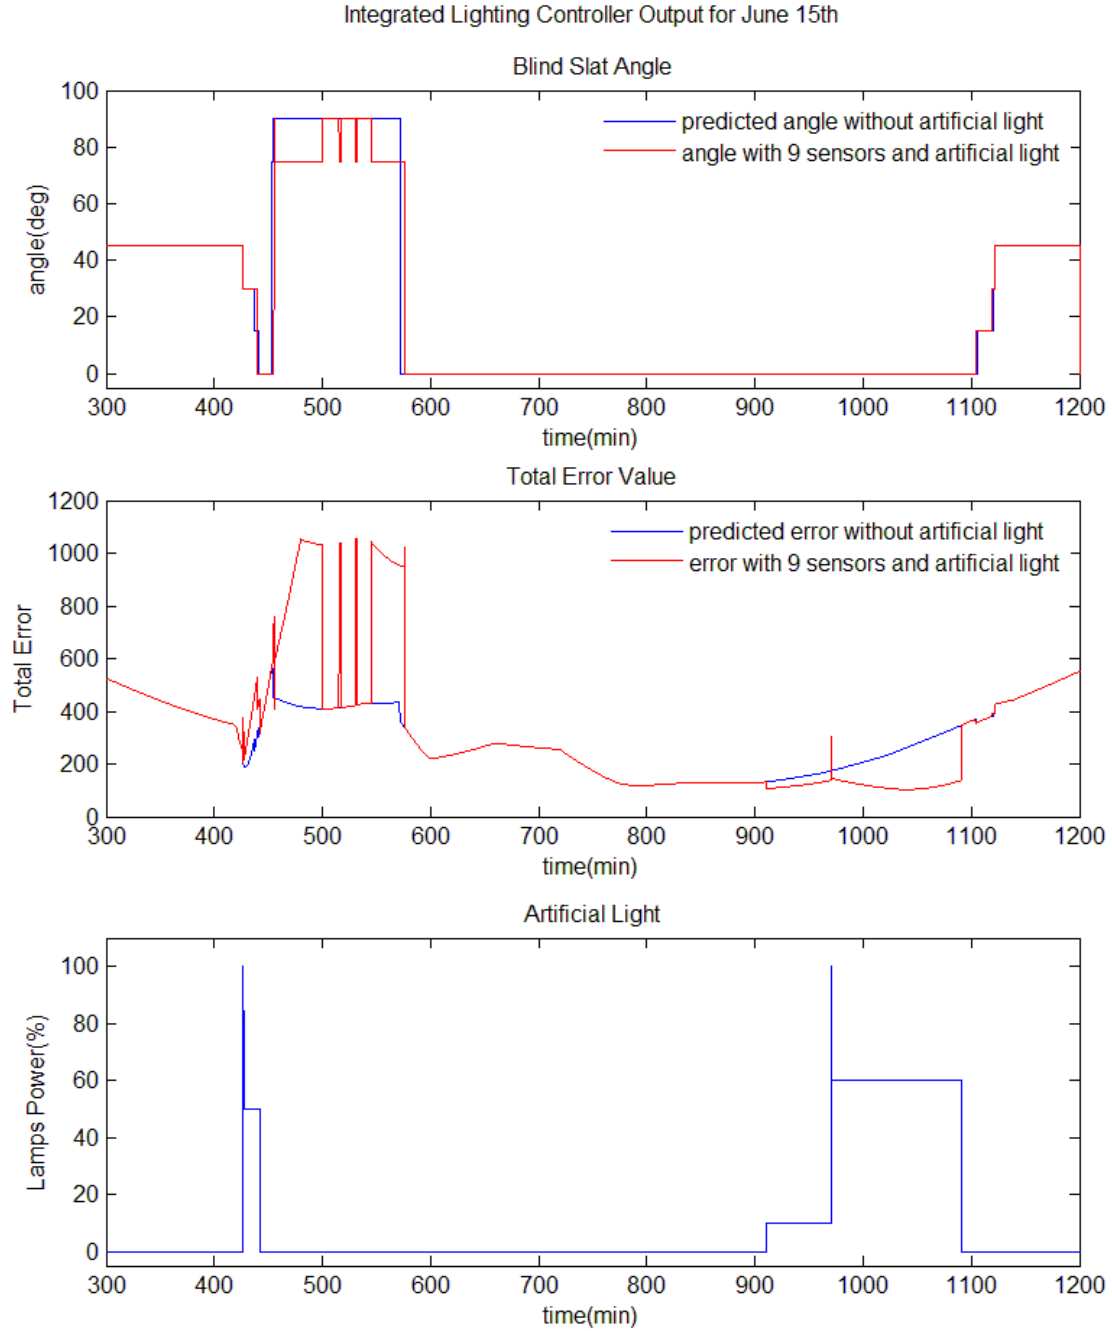 Integrated Lighting Controller Output for June 15th
Blind Slat Angle
100
80
60
40
20
0
angle(deg)
predicted angle without artificial light
angle with 9 sensors and artificial light
300 400 500 600 700 800 900 1000 1100 1200
time(min)
Total Error Value
1200
1000
800
600
400
200
0
Total Error
predicted error without artificial light
error with 9 sensors and artificial light
300 400 500 600 700 800 900 1000 1100 1200
time(min)
Artificial Light
100
80
60
40
20
0
Lamps Power(%)
300 400 500 600 700 800 900 1000 1100 1200
time(min)